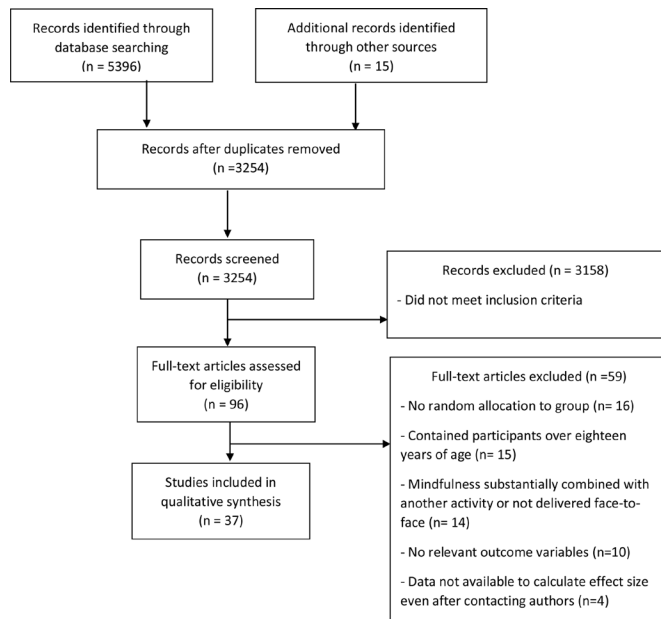 Records identified through
database searching
(n = 5396)
Additional records identified
through other sources
(n = 15)
Records after duplicates removed
(n =3254)
Records screened
(n = 3254)
Records excluded (n = 3158)
- Did not meet inclusion criteria
Full-text articles assessed
for eligibility
(n = 96)
Full-text articles excluded (n =59)
- No random allocation to group (n= 16)
- Contained participants over eighteen
years of age (n= 15)
- Mindfulness substantially combined with
another activity or not delivered face-to-
face (n= 14)
- No relevant outcome variables (n=10)
- Data not available to calculate effect size
even after contacting authors (n=4)
Studies included in
qualitative synthesis
(n = 37)